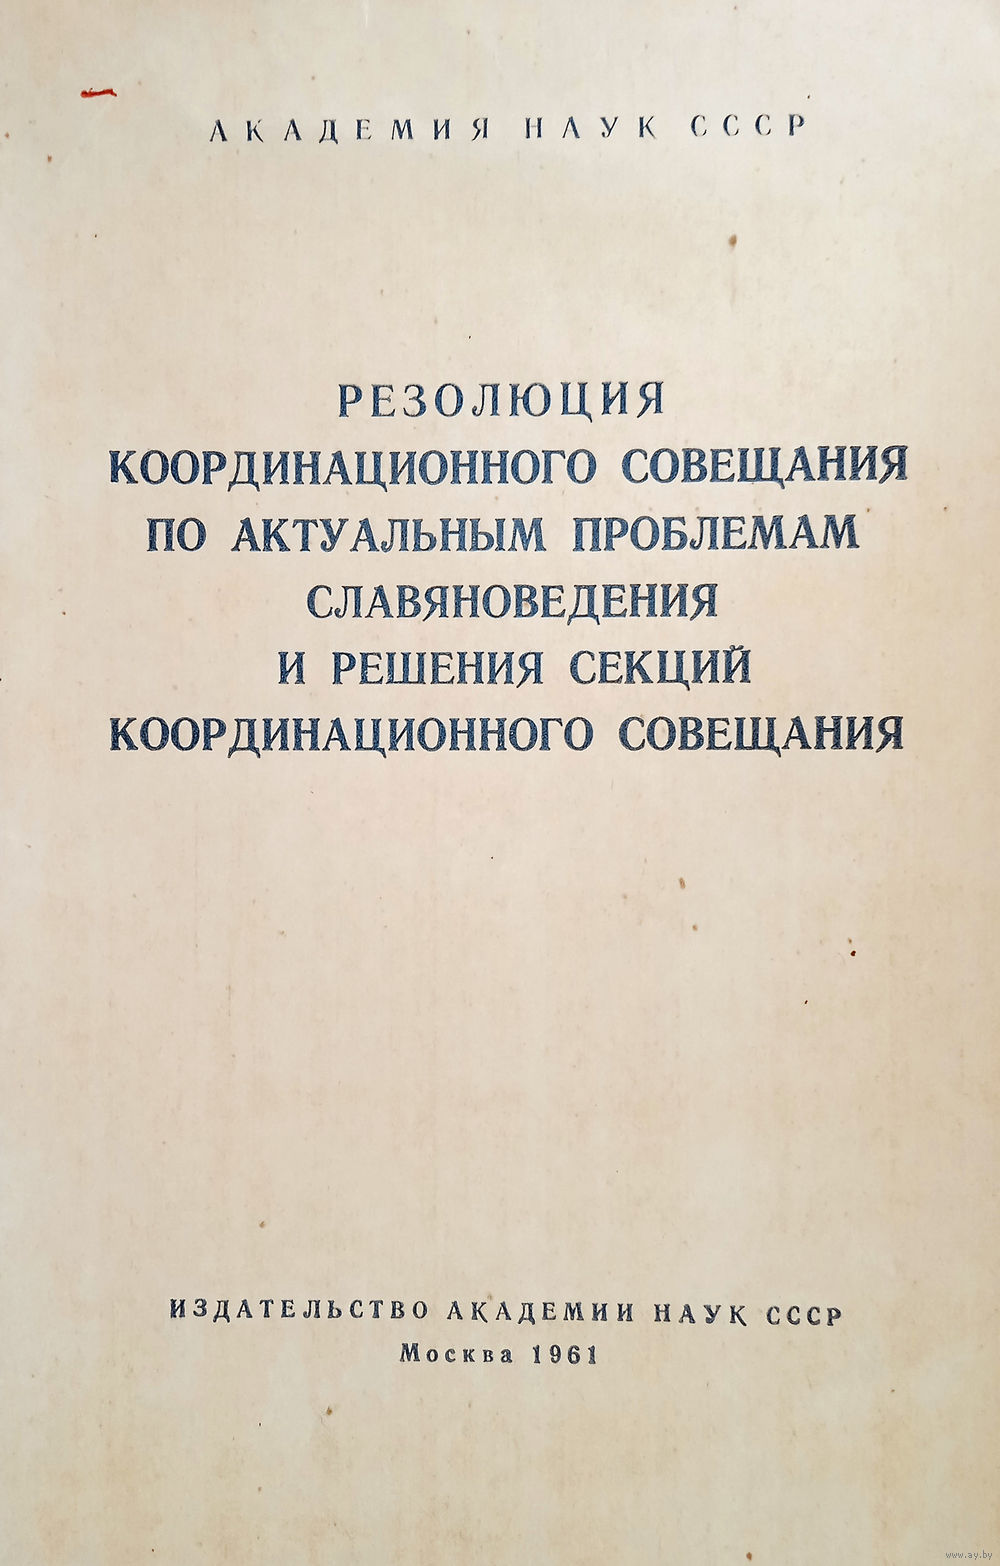 АКАДЕМИЯ НАУК СССР
РЕЗОЛЮЦИЯ
КООРДИНАЦИОННОГО СОВЕЩАНИЯ
ПО АКТУАЛЬНЫМ ПРОБЛЕМАМ
СЛАВЯНОВЕДЕНИЯ
И РЕШЕНИЯ СЕКЦИЙ
КООРДИНАЦИОННОГО СОВЕЩАНИЯ
ИЗДАТЕЛЬСТВО АКАДЕМИИ НАУК СССР
Москва 1961
www.ay.by